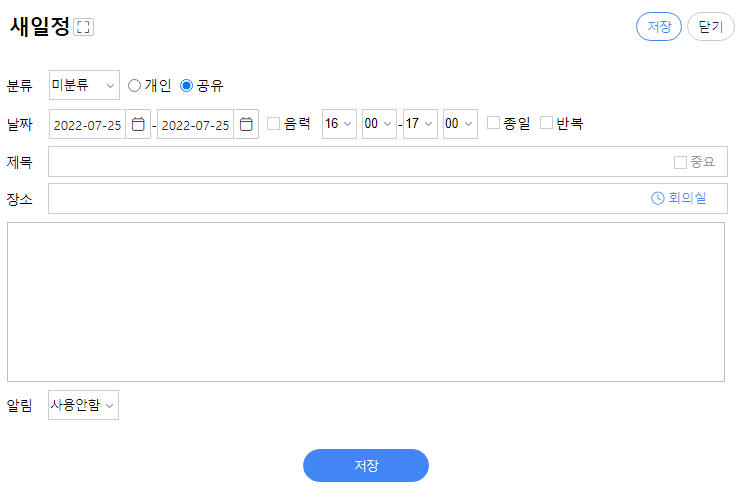 새일정 저장 닫기
분류 미분류 개인 공유
날짜 2022-07-25 - 2022-07-25 음력 16 00 - 17 00 종일 반복
제목 중요
장소 회의실
알림 사용안함
저장